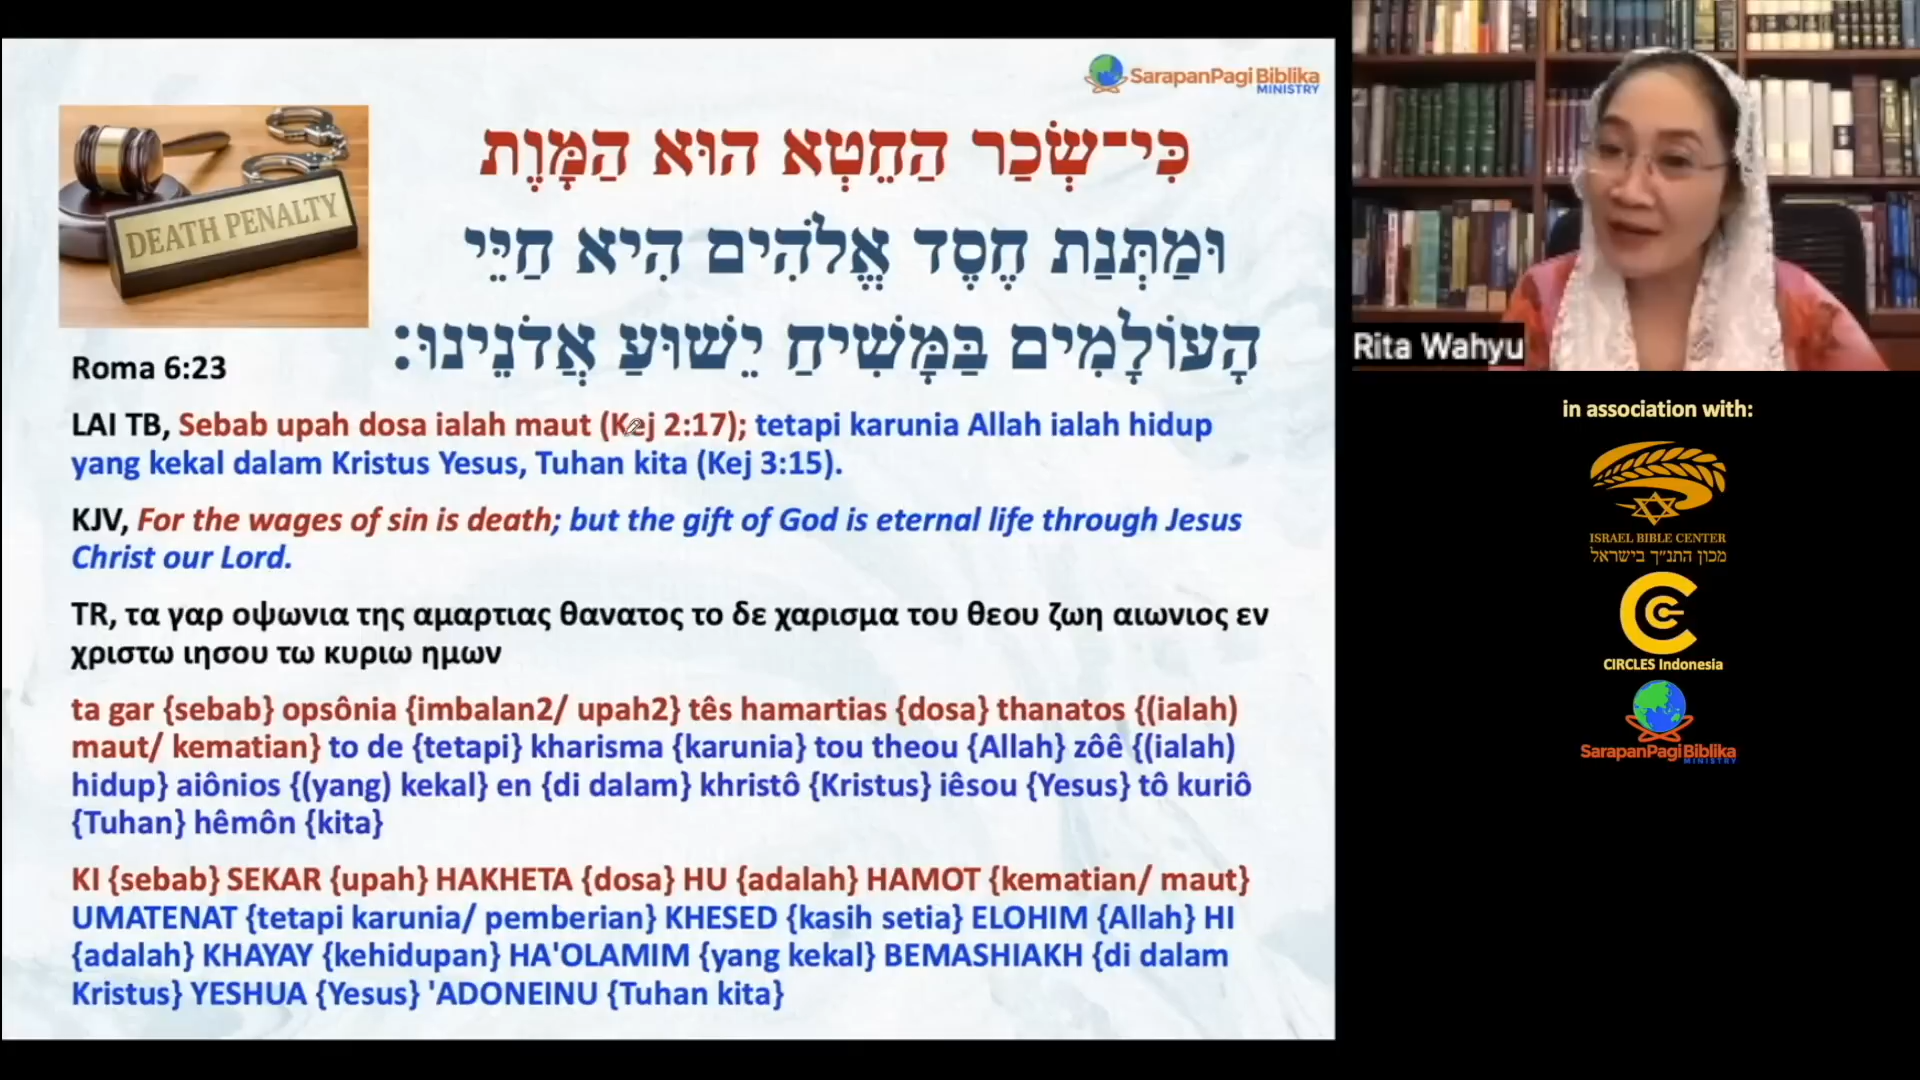 SarapanPagi Biblika
MINISTRY
DEATH PENALTY
כִּי־שְׂכַר הַחֵטְא הוּא הַמָּוֶת
וּמַתְּנַת חֶסֶד אֱלֹהִים הִיא חַיֵּי
הָעוֹלָמִים בַּמָּשִׁיחַ יֵשׁוּעַ אֲדֹנֵינוּ׃
Roma 6:23
LAI TB, Sebab upah dosa ialah maut (Kej 2:17); tetapi karunia Allah ialah hidup
yang kekal dalam Kristus Yesus, Tuhan kita (Kej 3:15).
KJV, For the wages of sin is death; but the gift of God is eternal life through Jesus
Christ our Lord.
TR, τα γαρ οψωνια της αμαρτιας θανατος το δε χαρισμα του θεου ζωη αιωνιος εν
χριστω ιησου τω κυριω ημων
ta gar {sebab} opsônia {imbalan2/ upah2} tês hamartias {dosa} thanatos {(ialah)
maut/ kematian} to de {tetapi} kharisma {karunia} tou theou {Allah} zôê {(ialah)
hidup} aiônios {(yang) kekal} en {di dalam} khristô {Kristus} iêsou {Yesus} tô kuriô
{Tuhan} hêmôn {kita}
KI {sebab} SEKAR {upah} HAKHETA {dosa} HU {adalah} HAMOT {kematian/ maut}
UMATENAT {tetapi karunia/ pemberian} KHESED {kasih setia} ELOHIM {Allah} HI
{adalah} KHAYAY {kehidupan} HA'OLAMIM {yang kekal} BEMASHIAKH {di dalam
Kristus} YESHUA {Yesus} 'ADONEINU {Tuhan kita}
Rita Wahyu
in association with:
ISRAEL BIBLE CENTER
מכון התנ״ך בישראל
CIRCLES Indonesia
SarapanPagi Biblika
MINISTRY